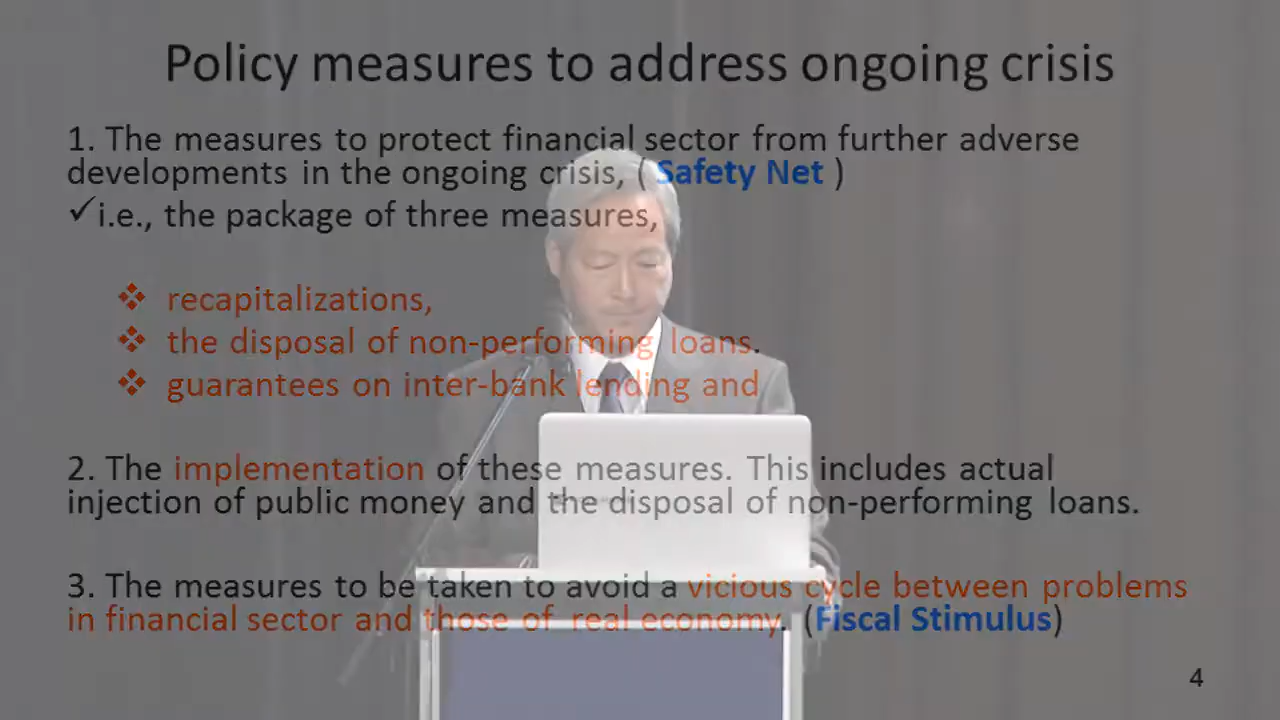 Policy measures to address ongoing crisis
1. The measures to protect financial sector from further adverse
developments in the ongoing crisis, ( Safety Net )
✓i.e., the package of three measures,
❖ recapitalizations,
❖ the disposal of non-performing loans.
❖ guarantees on inter-bank lending and
2. The implementation of these measures. This includes actual
injection of public money and the disposal of non-performing loans.
3. The measures to be taken to avoid a vicious cycle between problems
in financial sector and those of real economy. (Fiscal Stimulus)
4